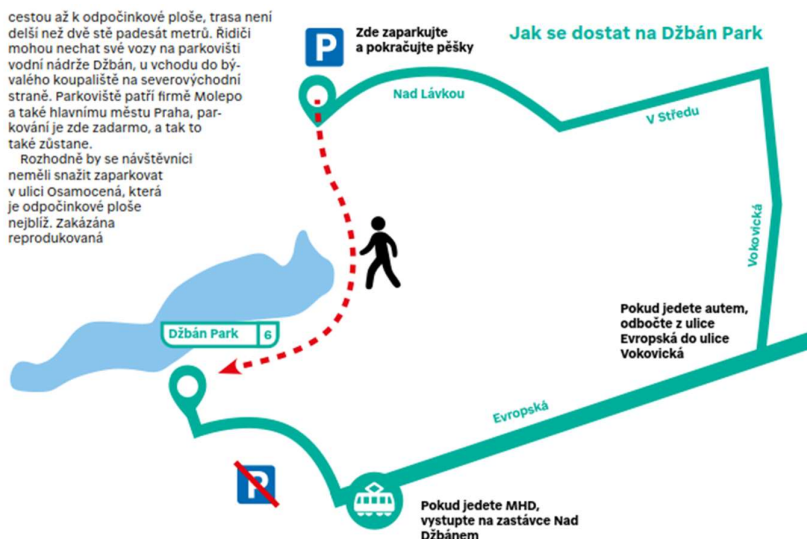 cestou až k odpočinkové ploše, trasa není
delší než dvě stě padesát metrů. Řidiči
mohou nechat své vozy na parkovišti
vodní nádrže Džbán, u vchodu do bý-
valého koupaliště na severovýchodní
straně. Parkoviště patří firmě Molepo
a také hlavnímu městu Praha, par-
kování je zde zadarmo, a tak to
také zůstane.
Rozhodně by se návštěvníci
neměli snažit zaparkovat
v ulici Osamocená, která
je odpočinkové ploše
nejblíž. Zakázána
reprodukovaná
P
Zde zaparkujte
a pokračujte pěšky
Jak se dostat na Džbán Park
Nad Lávkou
V Středu
Vokovická
Džbán Park 6
Pokud jedete autem,
odbočte z ulice
Evropská do ulice
Vokovická
Evropská
P
Pokud jedete MHD,
vystupte na zastávce Nad
Džbánem